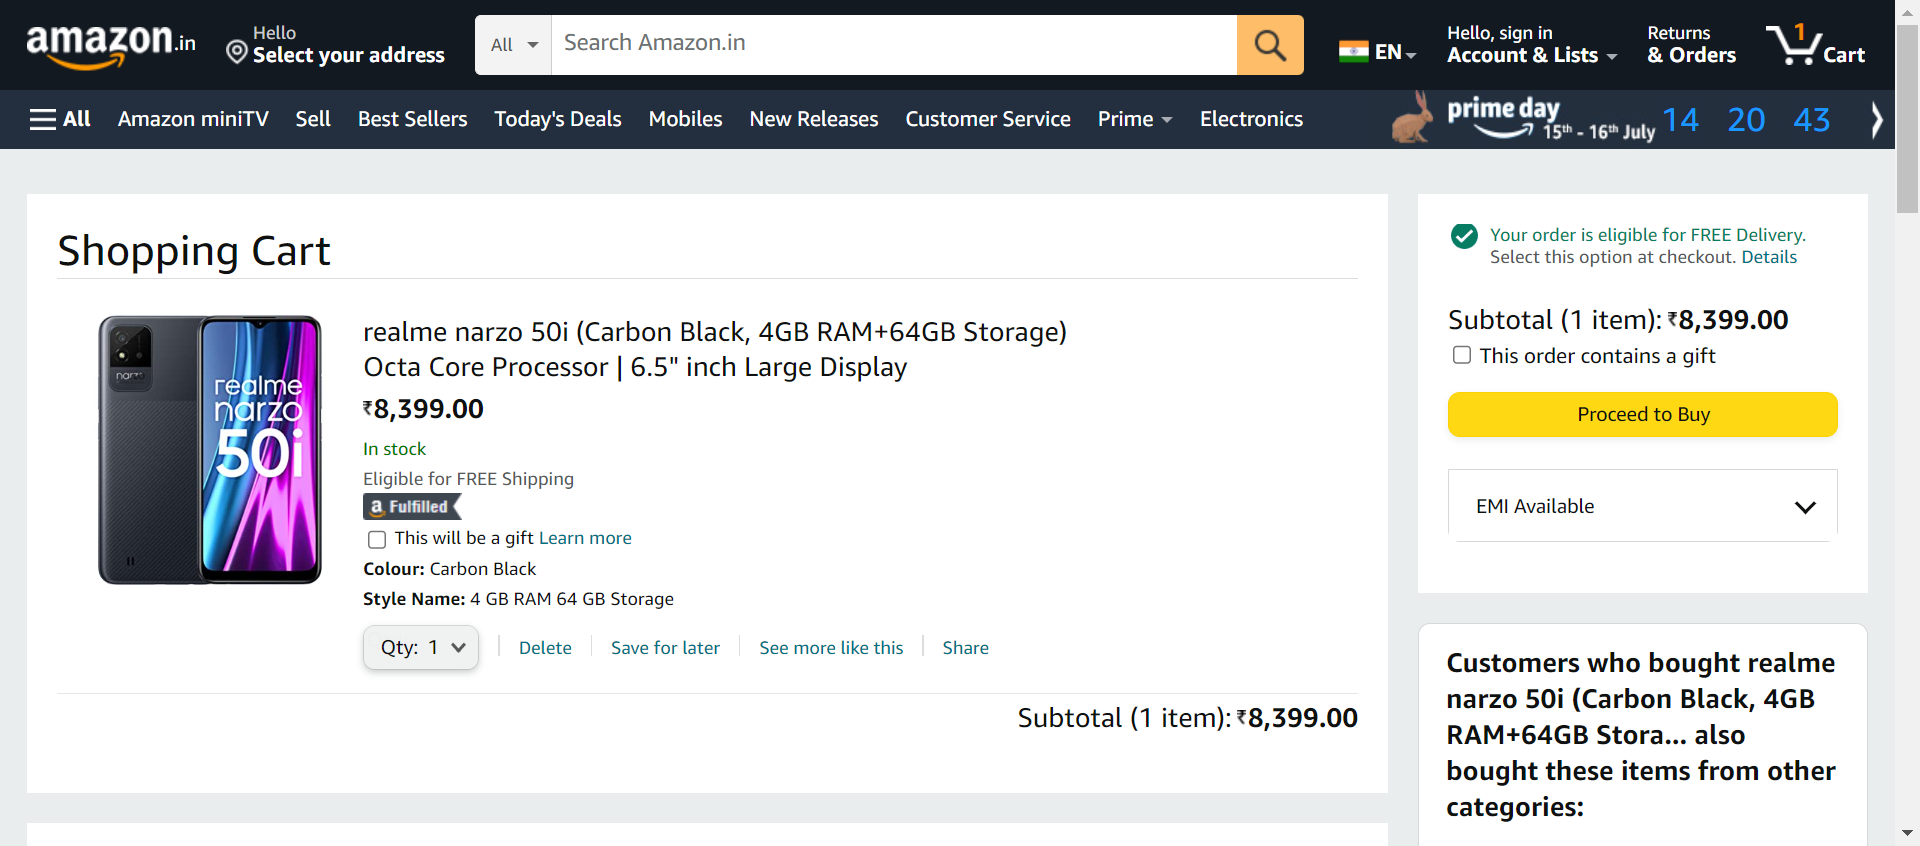 amazon.in
Hello
Select your address
All
Search Amazon.in
EN
Hello, sign in
Account & Lists
Returns
& Orders
1
Cart
All
Amazon miniTV
Sell
Best Sellers
Today's Deals
Mobiles
New Releases
Customer Service
Prime
Electronics
prime day
15th - 16th July
14 20 43
Shopping Cart
realme
narzo
50i
narzo
realme narzo 50i (Carbon Black, 4GB RAM+64GB Storage)
Octa Core Processor | 6.5" inch Large Display
₹8,399.00
In stock
Eligible for FREE Shipping
a Fulfilled
This will be a gift Learn more
Colour: Carbon Black
Style Name: 4 GB RAM 64 GB Storage
Qty: 1
Delete
Save for later
See more like this
Share
Subtotal (1 item): ₹8,399.00
Your order is eligible for FREE Delivery.
Select this option at checkout. Details
Subtotal (1 item): ₹8,399.00
This order contains a gift
Proceed to Buy
EMI Available
Customers who bought realme
narzo 50i (Carbon Black, 4GB
RAM+64GB Stora... also
bought these items from other
categories: